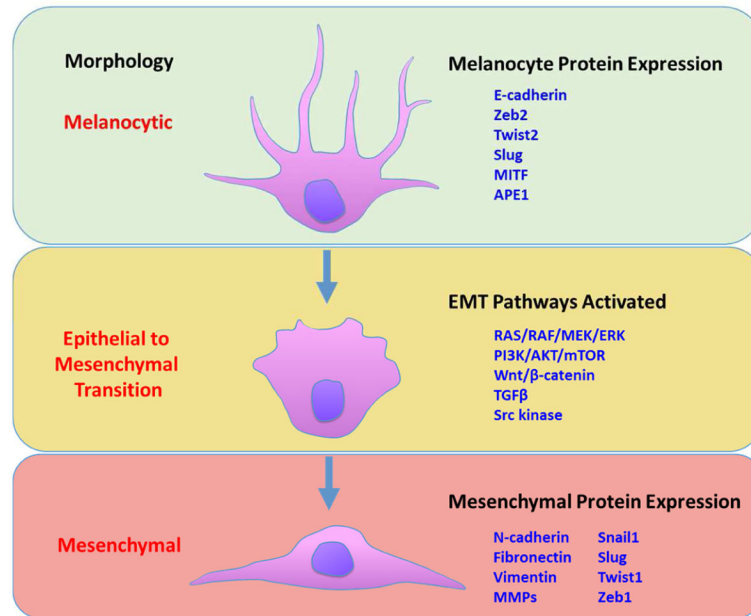 Morphology
Melanocytic
Melanocyte Protein Expression
E-cadherin
Zeb2
Twist2
Slug
MITF
APE1
Epithelial to
Mesenchymal
Transition
EMT Pathways Activated
RAS/RAF/MEK/ERK
PI3K/AKT/mTOR
Wnt/β-catenin
TGFβ
Src kinase
Mesenchymal
Mesenchymal Protein Expression
N-cadherin Snail1
Fibronectin Slug
Vimentin Twist1
MMPs Zeb1